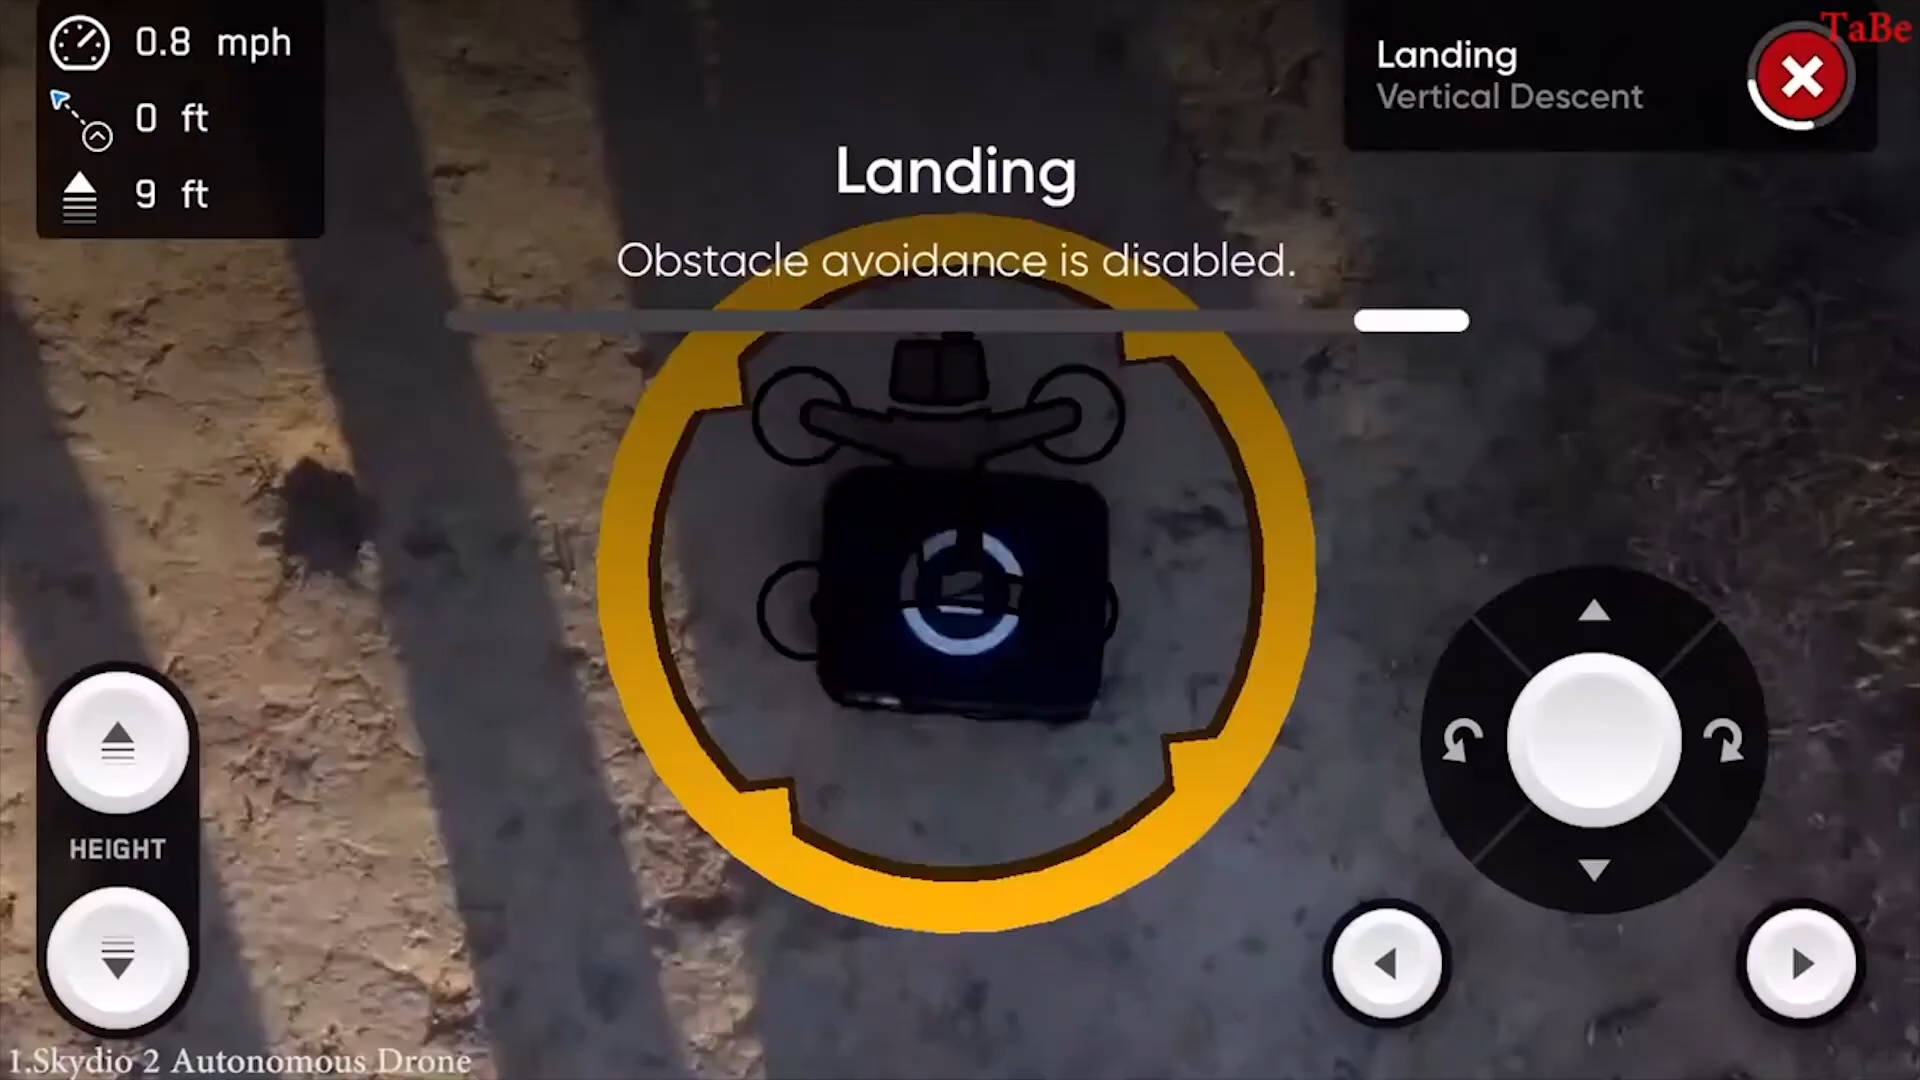 0.8 mph
0 ft
9 ft
Landing
Vertical Descent
TaBe
Landing
Obstacle avoidance is disabled.
HEIGHT
1.Skydio 2 Autonomous Drone